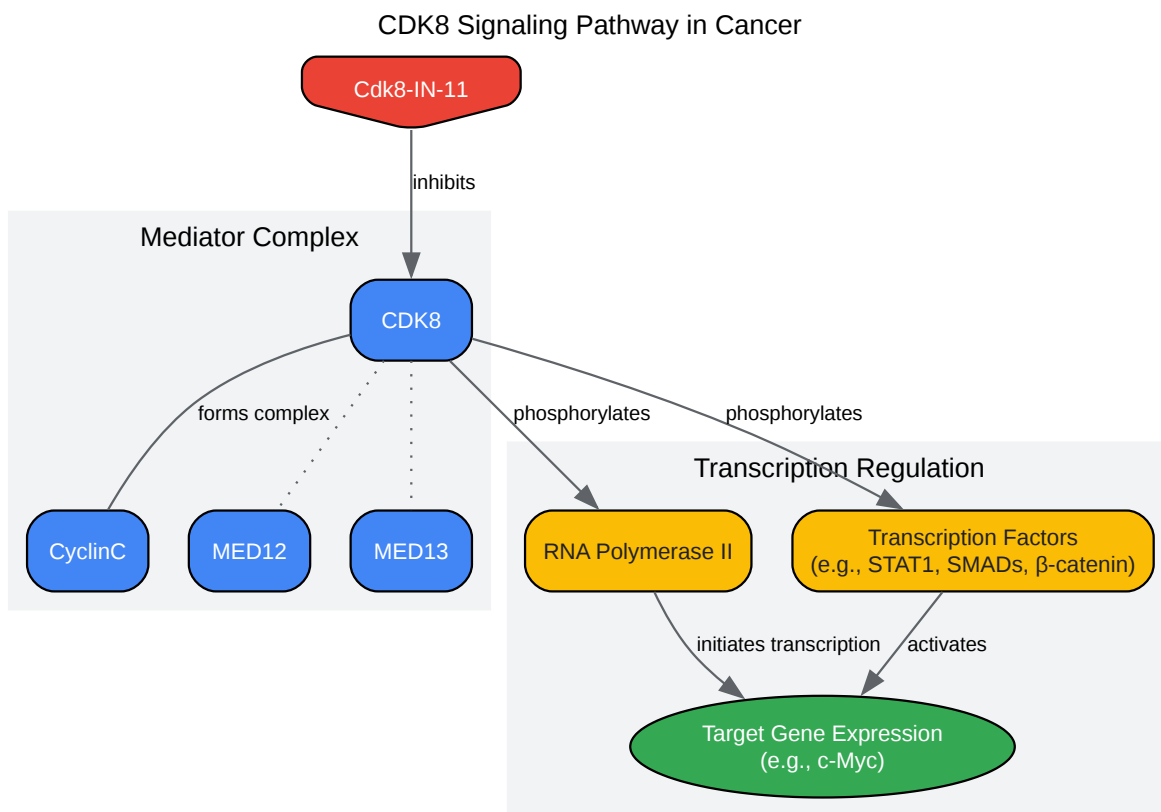 CDK8 Signaling Pathway in Cancer
Cdk8-IN-11
inhibits
Mediator Complex
CDK8
forms complex
phosphorylates
phosphorylates
Transcription Regulation
CyclinC
MED12
MED13
RNA Polymerase II
Transcription Factors
(e.g., STAT1, SMADs, β-catenin)
initiates transcription
activates
Target Gene Expression
(e.g., c-Myc)